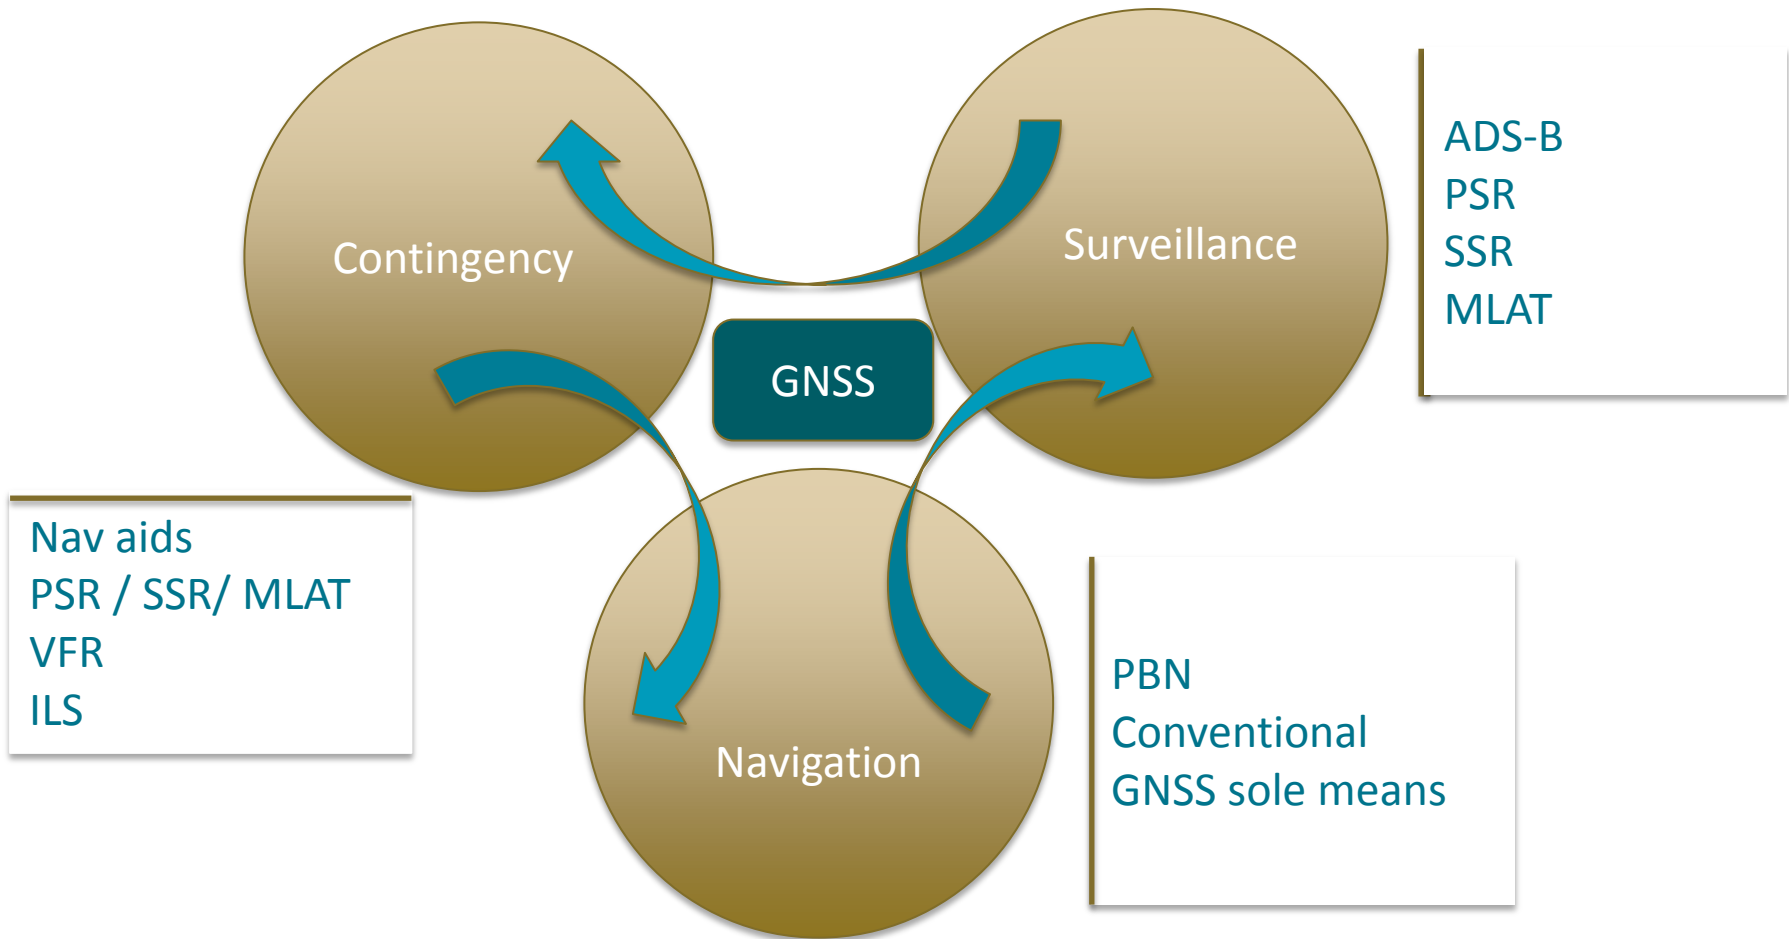 Contingency
Surveillance
GNSS
Navigation
ADS-B
PSR
SSR
MLAT
Nav aids
PSR / SSR/ MLAT
VFR
ILS
PBN
Conventional
GNSS sole means